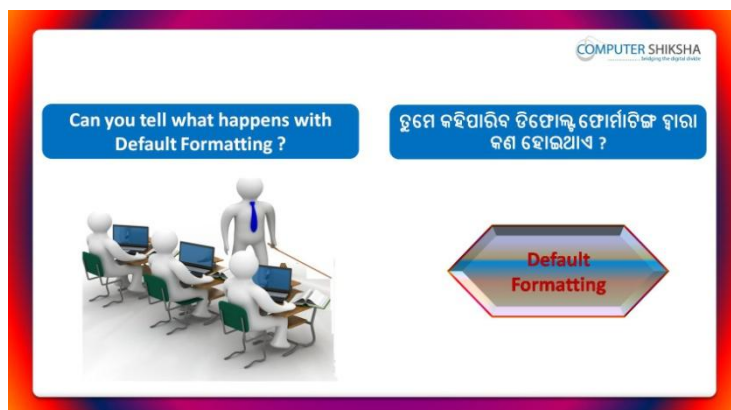 COMPUTER SHIKSHA
bridging the digital divide
Can you tell what happens with
Default Formatting ?
ତୁମେ କହିପାରିବ ଡିଫୋଲ୍ଟ ଫୋର୍ମାଟିଙ୍ଗ ଦ୍ୱାରା
କଣ ହୋଇଥାଏ ?
Default
Formatting